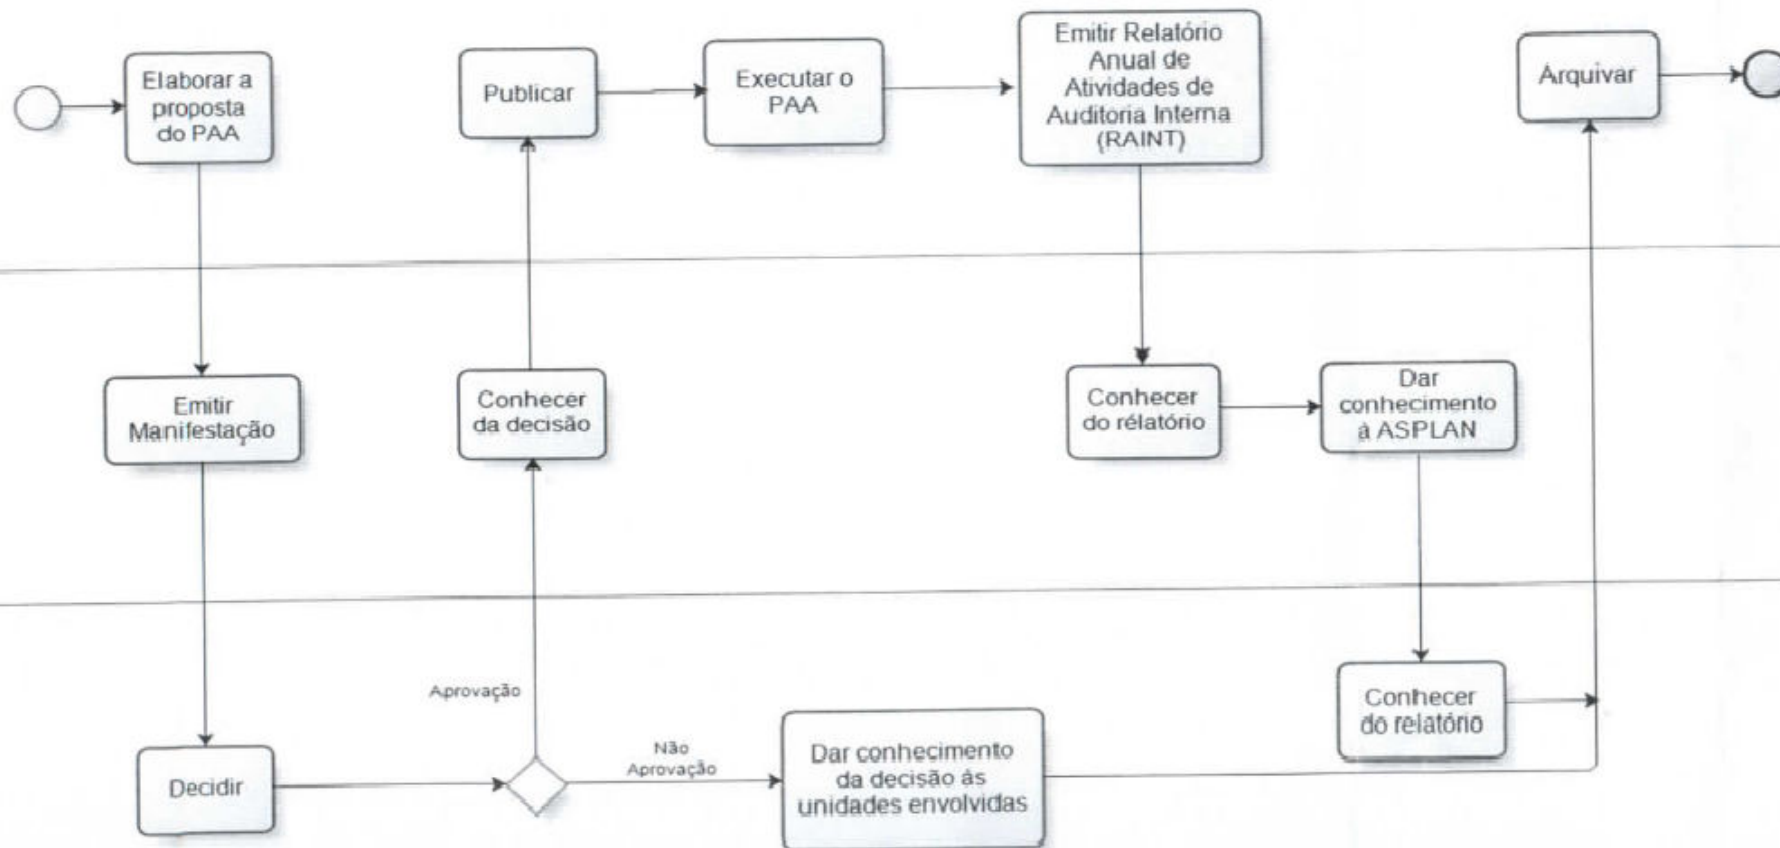 Elaborar a
proposta
do PAA
Publicar
Executar o
PAA
Emitir Relatório
Anual de
Atividades de
Auditoria Interna
(RAINT)
Arquivar
Emitir
Manifestação
Conhecer
da decisão
Conhecer
do rélatório
Dar
conhecimento
à ASPLAN
Aprovação
Não
Aprovação
Decidir
Dar conhecimento
da decisão às
unidades envolvidas
Conhecer
do relatório